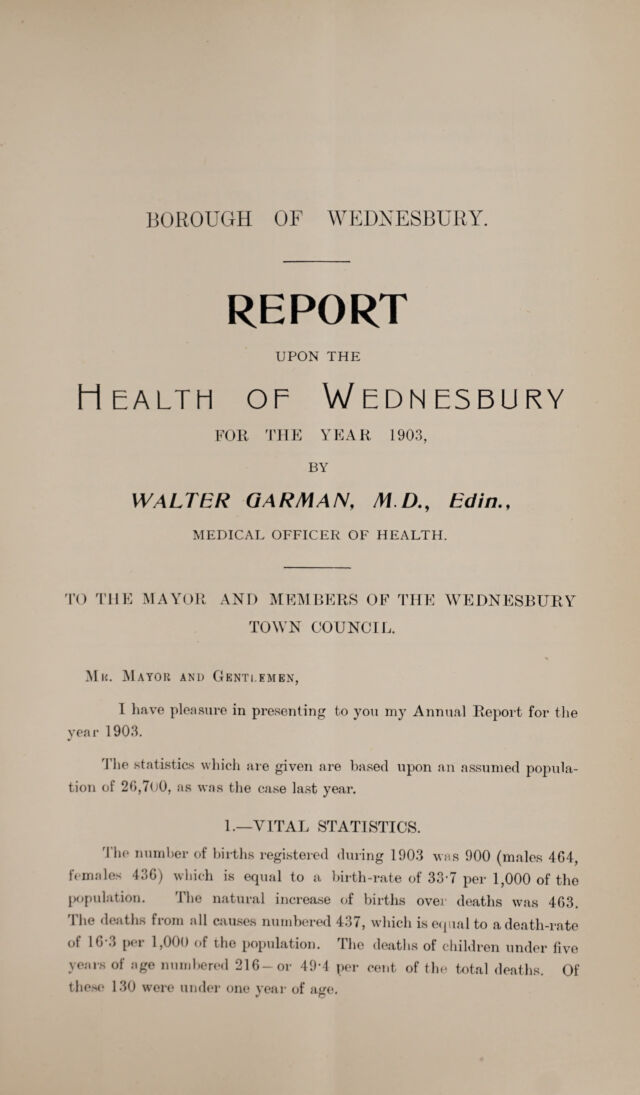 BOROUGH OF WEDNESBURY.
REPORT
UPON THE
HEALTH OF WEDNESBURY
FOR THE YEAR 1903,
BY
WALTER GARMAN, M.D., Edin.,
MEDICAL OFFICER OF HEALTH.
TO THE MAYOR AND MEMBERS OF THE WEDNESBURY
TOWN COUNCIL.
MR. MAYOR AND GENTLEMEN,
I have pleasure in presenting to you my Annual Report for the
year 1903.
The statistics which are given are based upon an assumed popula-
tion of 26,700, as was the case last year.
1.—VITAL STATISTICS.
The number of births registered during 1903 was 900 (males 464,
females 436) which is equal to a birth-rate of 33·7 per 1,000 of the
population. The natural increase of births over deaths was 463.
The deaths from all causes numbered 437, which is equal to a death-rate
of 16·3 per 1,000 of the population. The deaths of children under five
years of age numbered 216—or 49·4 per cent of the total deaths. Of
these 130 were under one year of age.